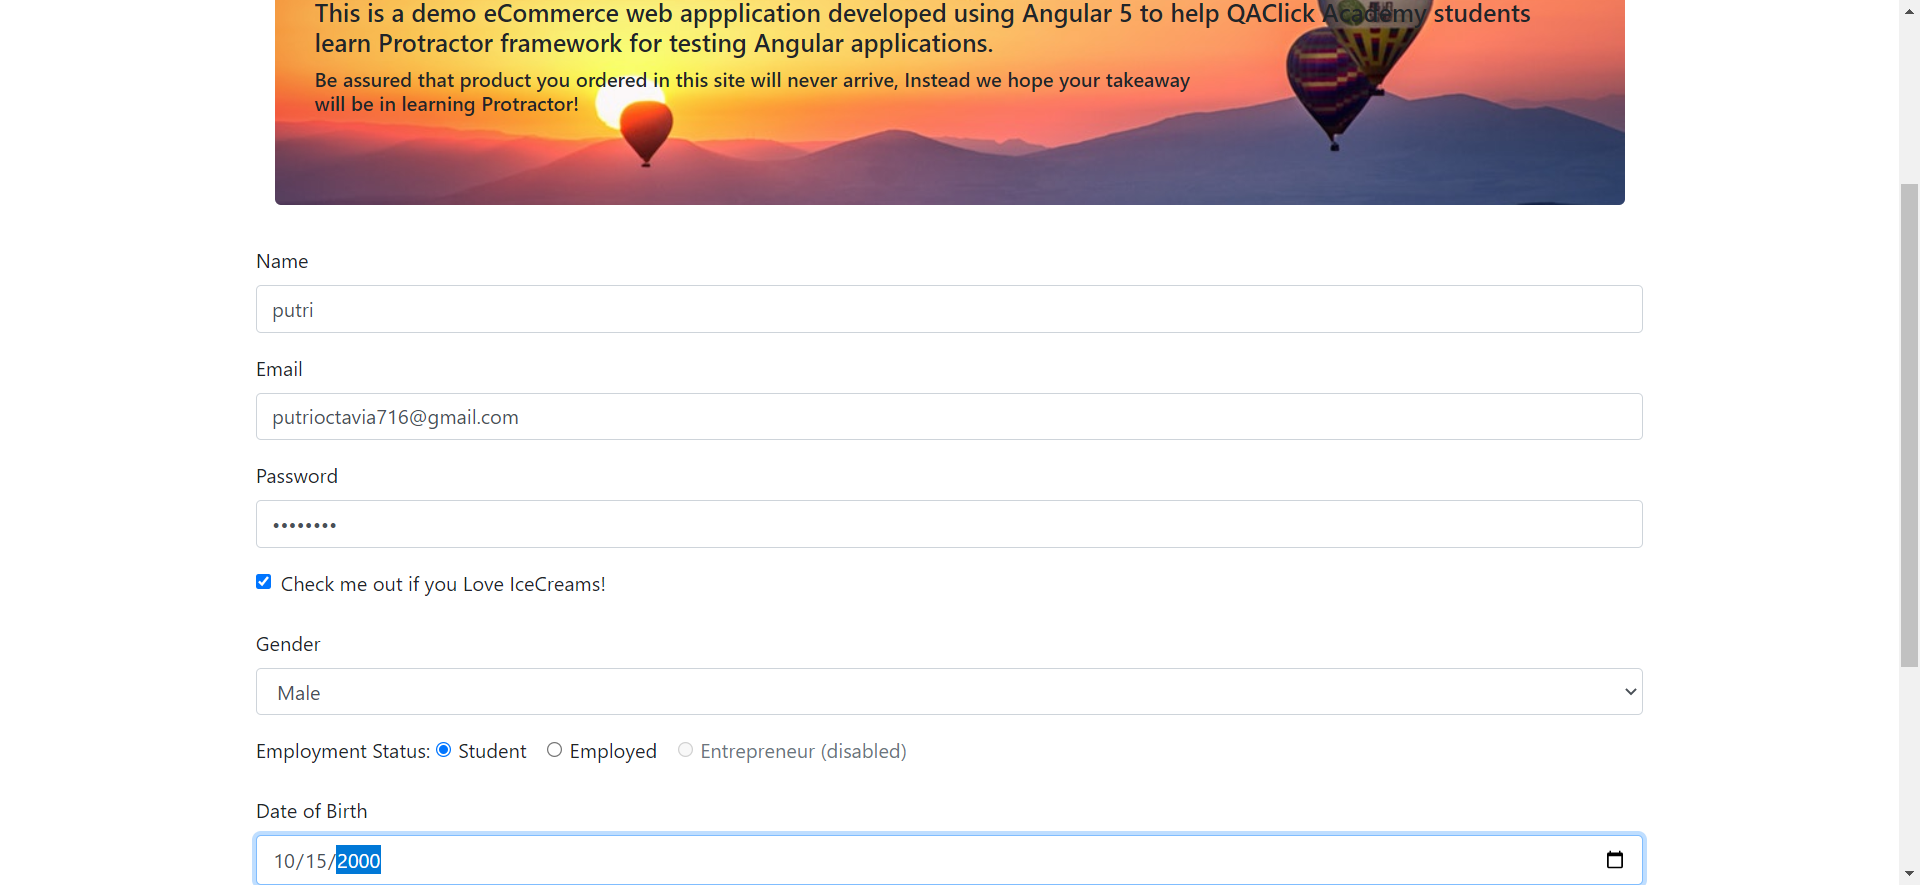 This is a demo eCommerce web appplication developed using Angular 5 to help QAClick Academy students
learn Protractor framework for testing Angular applications.
Be assured that product you ordered in this site will never arrive, Instead we hope your takeaway
will be in learning Protractor!
Name
putri
Email
putrioctavia716@gmail.com
Password
••••••••
Check me out if you Love IceCreams!
Gender
Male
Employment Status: Student Employed Entrepreneur (disabled)
Date of Birth
10/15/2000